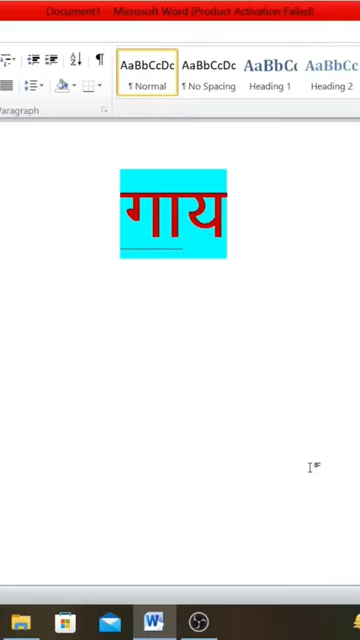 Document1 - Microsoft Word (Product Activation Failed)
AaBbCcDc AaBbCcDc AaBbCc AaBbCc
¶ Normal ¶ No Spacing Heading 1 Heading 2
Paragraph
गाय